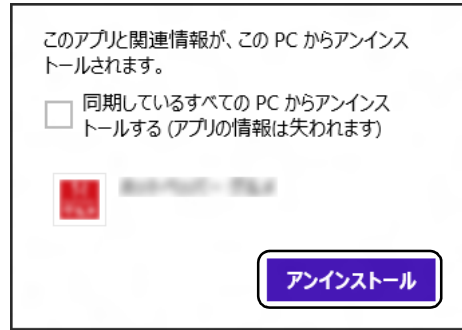 このアプリと関連情報が、この PC からアンインス
トールされます。
同期しているすべての PC からアンインス
トールする (アプリの情報は失われます)
アンインストール